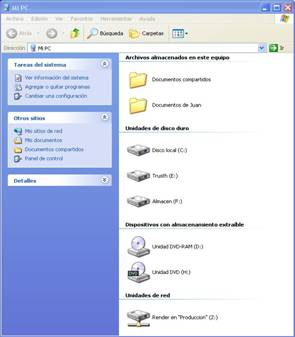 Mi PC
Archivo Edición Ver Favoritos Herramientas Ayuda
Atrás Búsqueda Carpetas
Dirección Mi PC Ir
Tareas del sistema
Ver información del sistema
Agregar o quitar programas
Cambiar una configuración
Otros sitios
Mis sitios de red
Mis documentos
Documentos compartidos
Panel de control
Detalles
Archivos almacenados en este equipo
Documentos compartidos
Documentos de Juan
Unidades de disco duro
Disco local (C:)
Trusth (E:)
Almacen (F:)
Dispositivos con almacenamiento extraíble
Unidad DVD-RAM (D:)
DVD
Unidad DVD (H:)
Unidades de red
Render en "Produccion" (Z:)